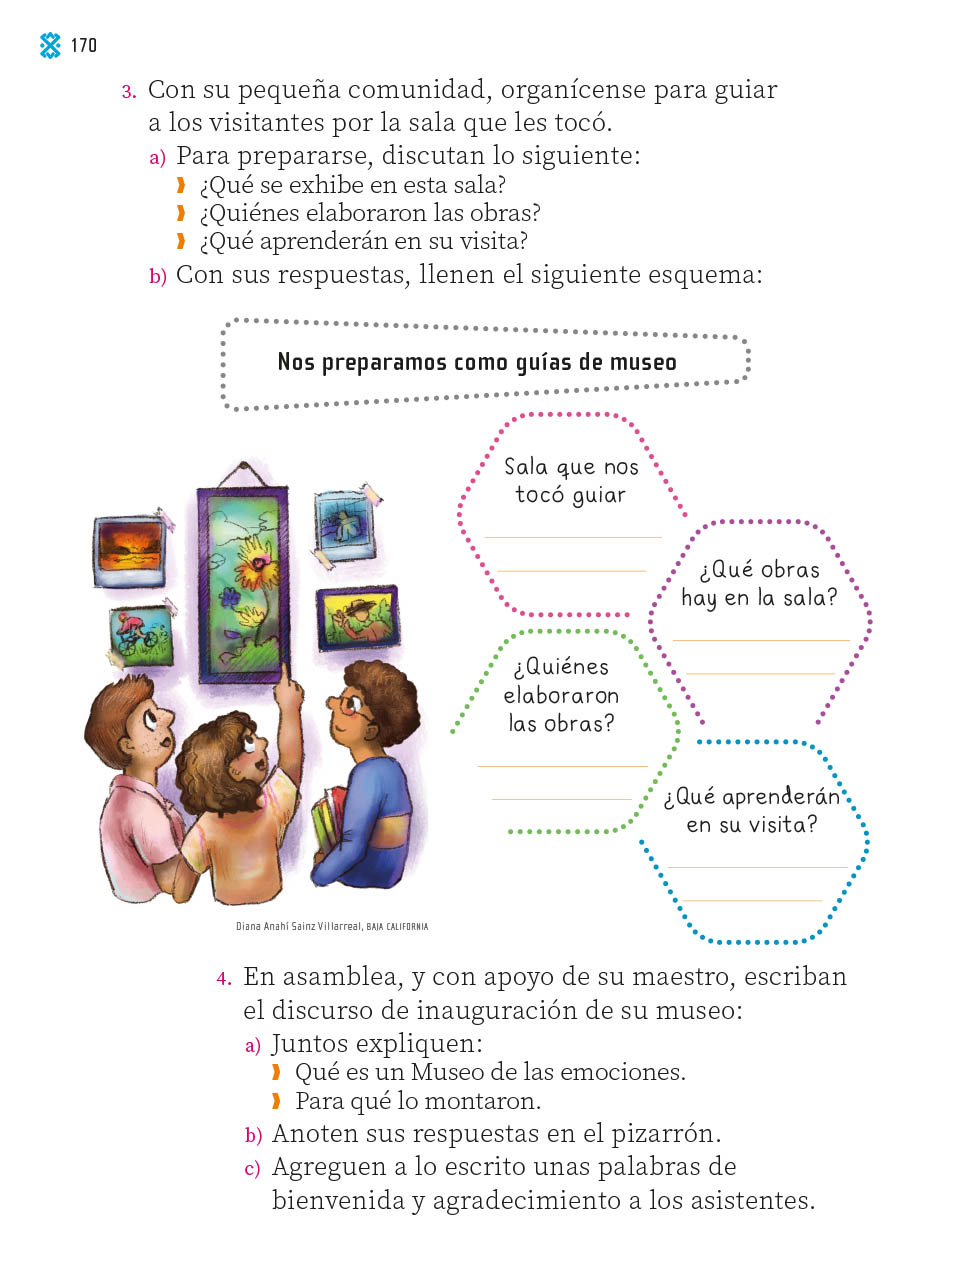 170
3. Con su pequeña comunidad, organícense para guiar
a los visitantes por la sala que les tocó.
a) Para prepararse, discutan lo siguiente:
¿Qué se exhibe en esta sala?
¿Quiénes elaboraron las obras?
¿Qué aprenderán en su visita?
b) Con sus respuestas, llenen el siguiente esquema:
Nos preparamos como guías de museo
Sala que nos
tocó guiar
¿Qué obras
hay en la sala?
¿Quiénes
elaboraron
las obras?
¿Qué aprenderán
en su visita?
Diana Anahí Sainz Villarreal, BAJA CALIFORNIA
4. En asamblea, y con apoyo de su maestro, escriban
el discurso de inauguración de su museo:
a) Juntos expliquen:
Qué es un Museo de las emociones.
Para qué lo montaron.
b) Anoten sus respuestas en el pizarrón.
c) Agreguen a lo escrito unas palabras de
bienvenida y agradecimiento a los asistentes.